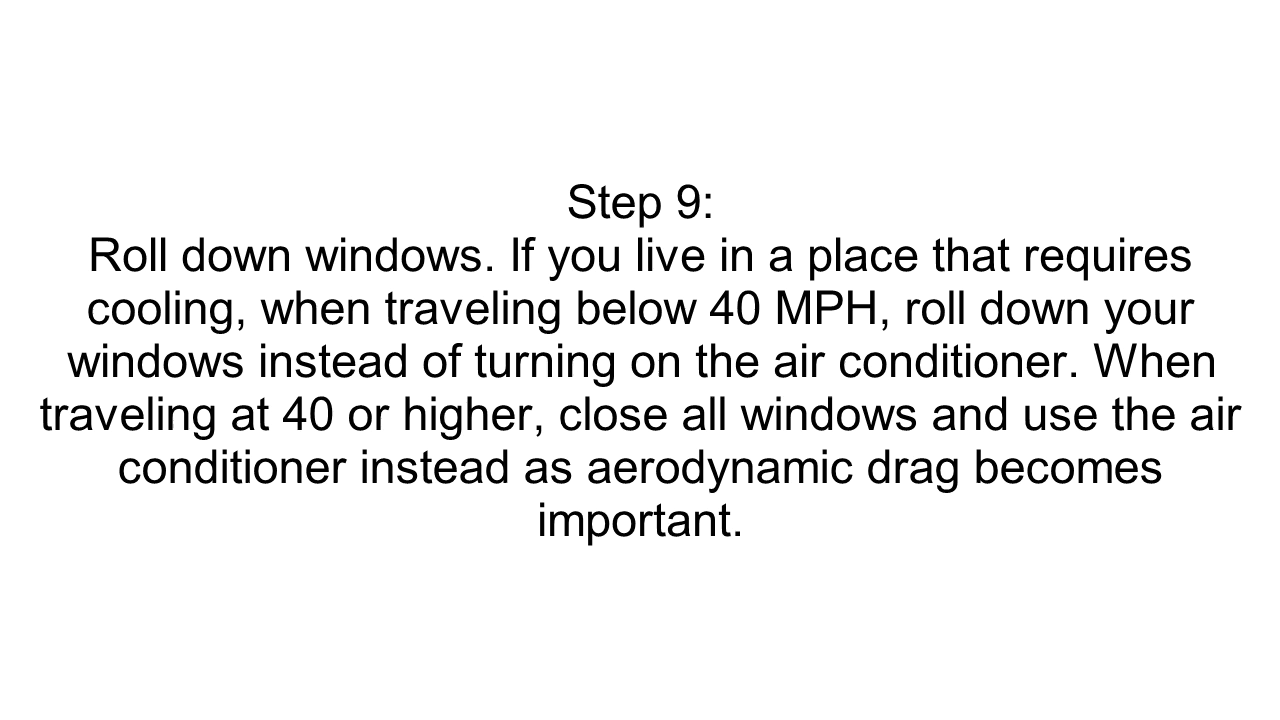 Step 9:
Roll down windows. If you live in a place that requires
cooling, when traveling below 40 MPH, roll down your
windows instead of turning on the air conditioner. When
traveling at 40 or higher, close all windows and use the air
conditioner instead as aerodynamic drag becomes
important.